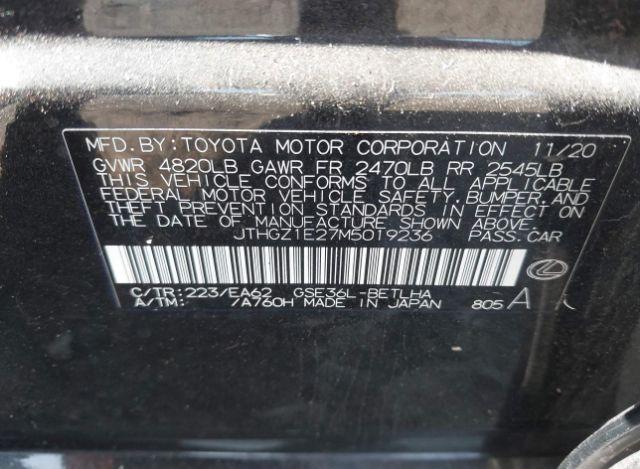 MFD. BY: TOYOTA MOTOR CORPORATION 11/20
GVWR 4820LB GAWR FR 2470LB RR 2545LB
THIS VEHICLE CONFORMS TO ALL APPLICABLE
FEDERAL MOTOR VEHICLE SAFETY, BUMPER, AND
THEFT PREVENTION STANDARDS IN EFFECT ON
THE DATE OF MANUFACTURE SHOWN ABOVE.
JTHGZ1E27M5019236 PASS. CAR
C/TR: 223/EA62 GSE36L-BETLHA
A/TM: /A760H MADE IN JAPAN 805 A